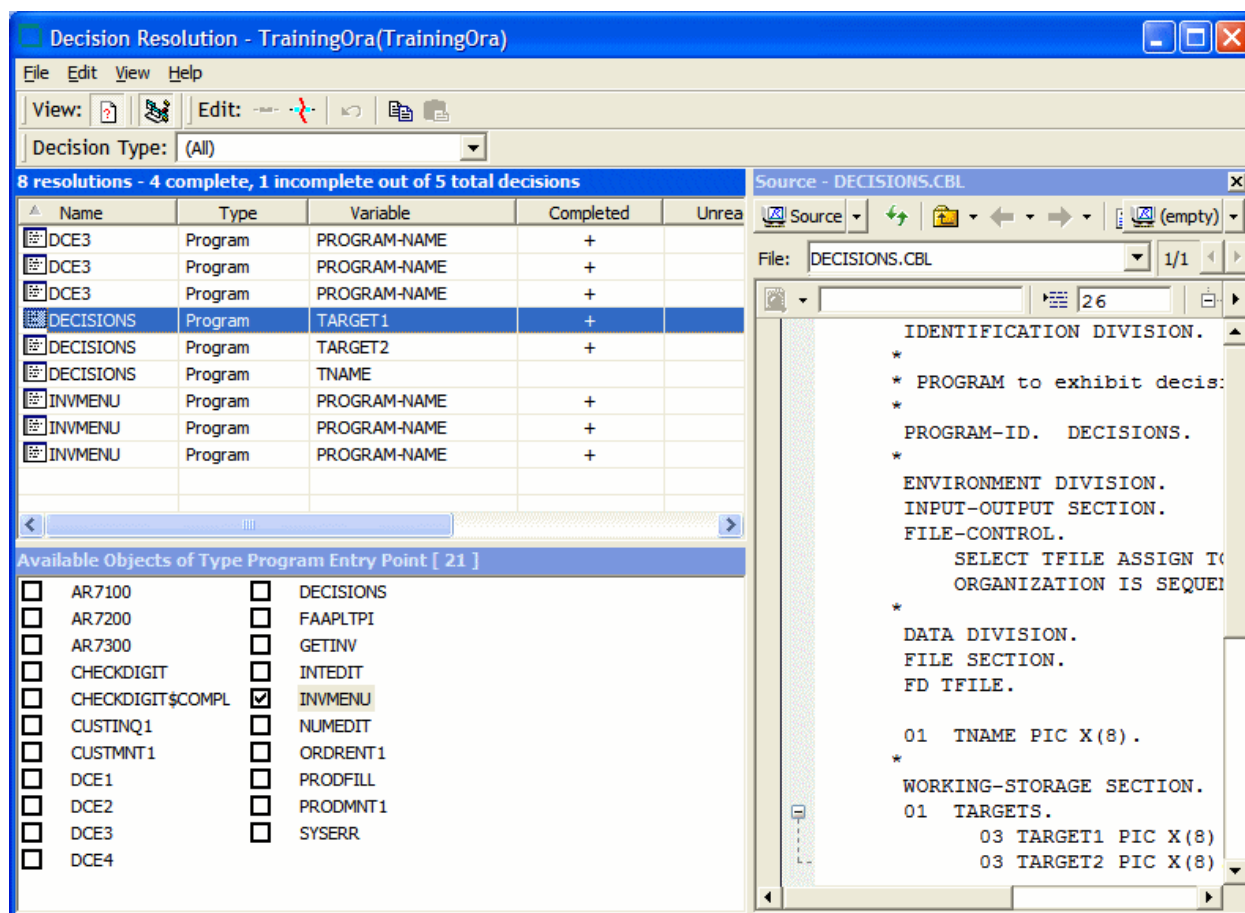 Decision Resolution - TrainingOra(TrainingOra)
File Edit View Help
View: Edit:
Decision Type: (All)
8 resolutions - 4 complete, 1 incomplete out of 5 total decisions
Name Type Variable Completed Unrea
DCE3 Program PROGRAM-NAME +
DCE3 Program PROGRAM-NAME +
DCE3 Program PROGRAM-NAME +
DECISIONS Program TARGET1 +
DECISIONS Program TARGET2 +
DECISIONS Program TNAME
INVMENU Program PROGRAM-NAME +
INVMENU Program PROGRAM-NAME +
INVMENU Program PROGRAM-NAME +
Available Objects of Type Program Entry Point [ 21 ]
AR7100 DECISIONS
AR7200 FAAPLTPI
AR7300 GETINV
CHECKDIGIT INTEDIT
CHECKDIGIT$COMPL INVMENU
CUSTINQ1 NUMEDIT
CUSTMNT1 ORDRENT1
DCE1 PRODFILL
DCE2 PRODMNT1
DCE3 SYSERR
DCE4
Source - DECISIONS.CBL
Source (empty)
File: DECISIONS.CBL 1/1
26
IDENTIFICATION DIVISION.
*
* PROGRAM to exhibit decis
*
PROGRAM-ID. DECISIONS.
*
ENVIRONMENT DIVISION.
INPUT-OUTPUT SECTION.
FILE-CONTROL.
SELECT TFILE ASSIGN TO
ORGANIZATION IS SEQUEN
*
DATA DIVISION.
FILE SECTION.
FD TFILE.
01 TNAME PIC X(8).
*
WORKING-STORAGE SECTION.
01 TARGETS.
03 TARGET1 PIC X(8)
03 TARGET2 PIC X(8)